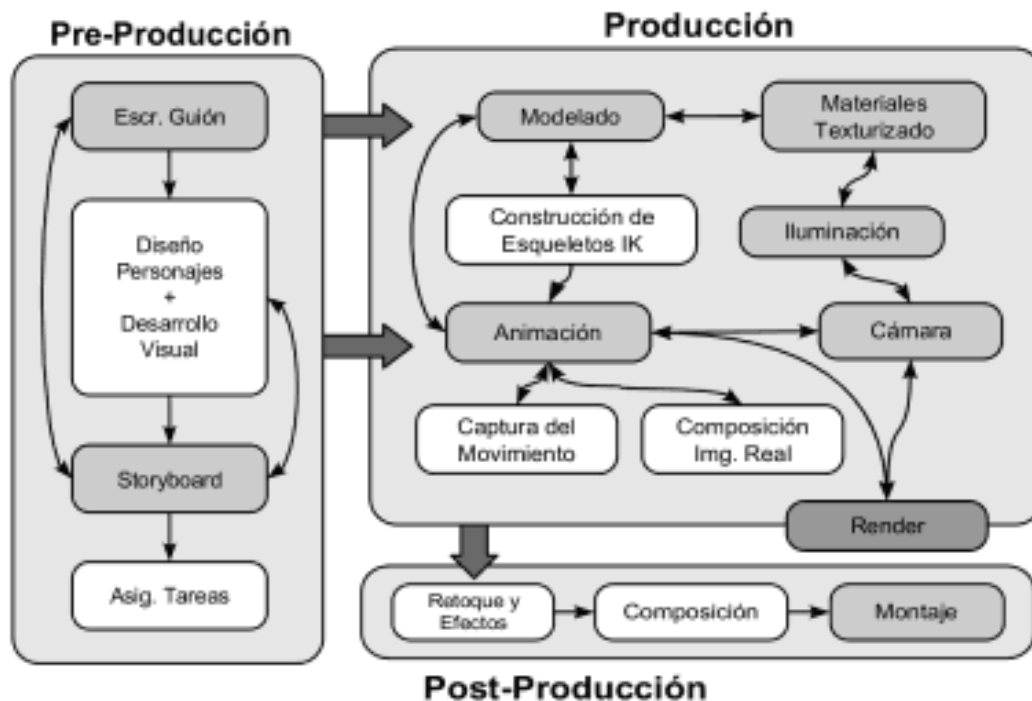 Pre-Producción
Escr. Guión
Diseño
Personajes
+
Desarrollo
Visual
Storyboard
Asig. Tareas
Producción
Modelado
Materiales
Texturizado
Construcción de
Esqueletos IK
Iluminación
Animación
Cámara
Captura del
Movimiento
Composición
Img. Real
Render
Retoque y
Efectos
Composición
Montaje
Post-Producción